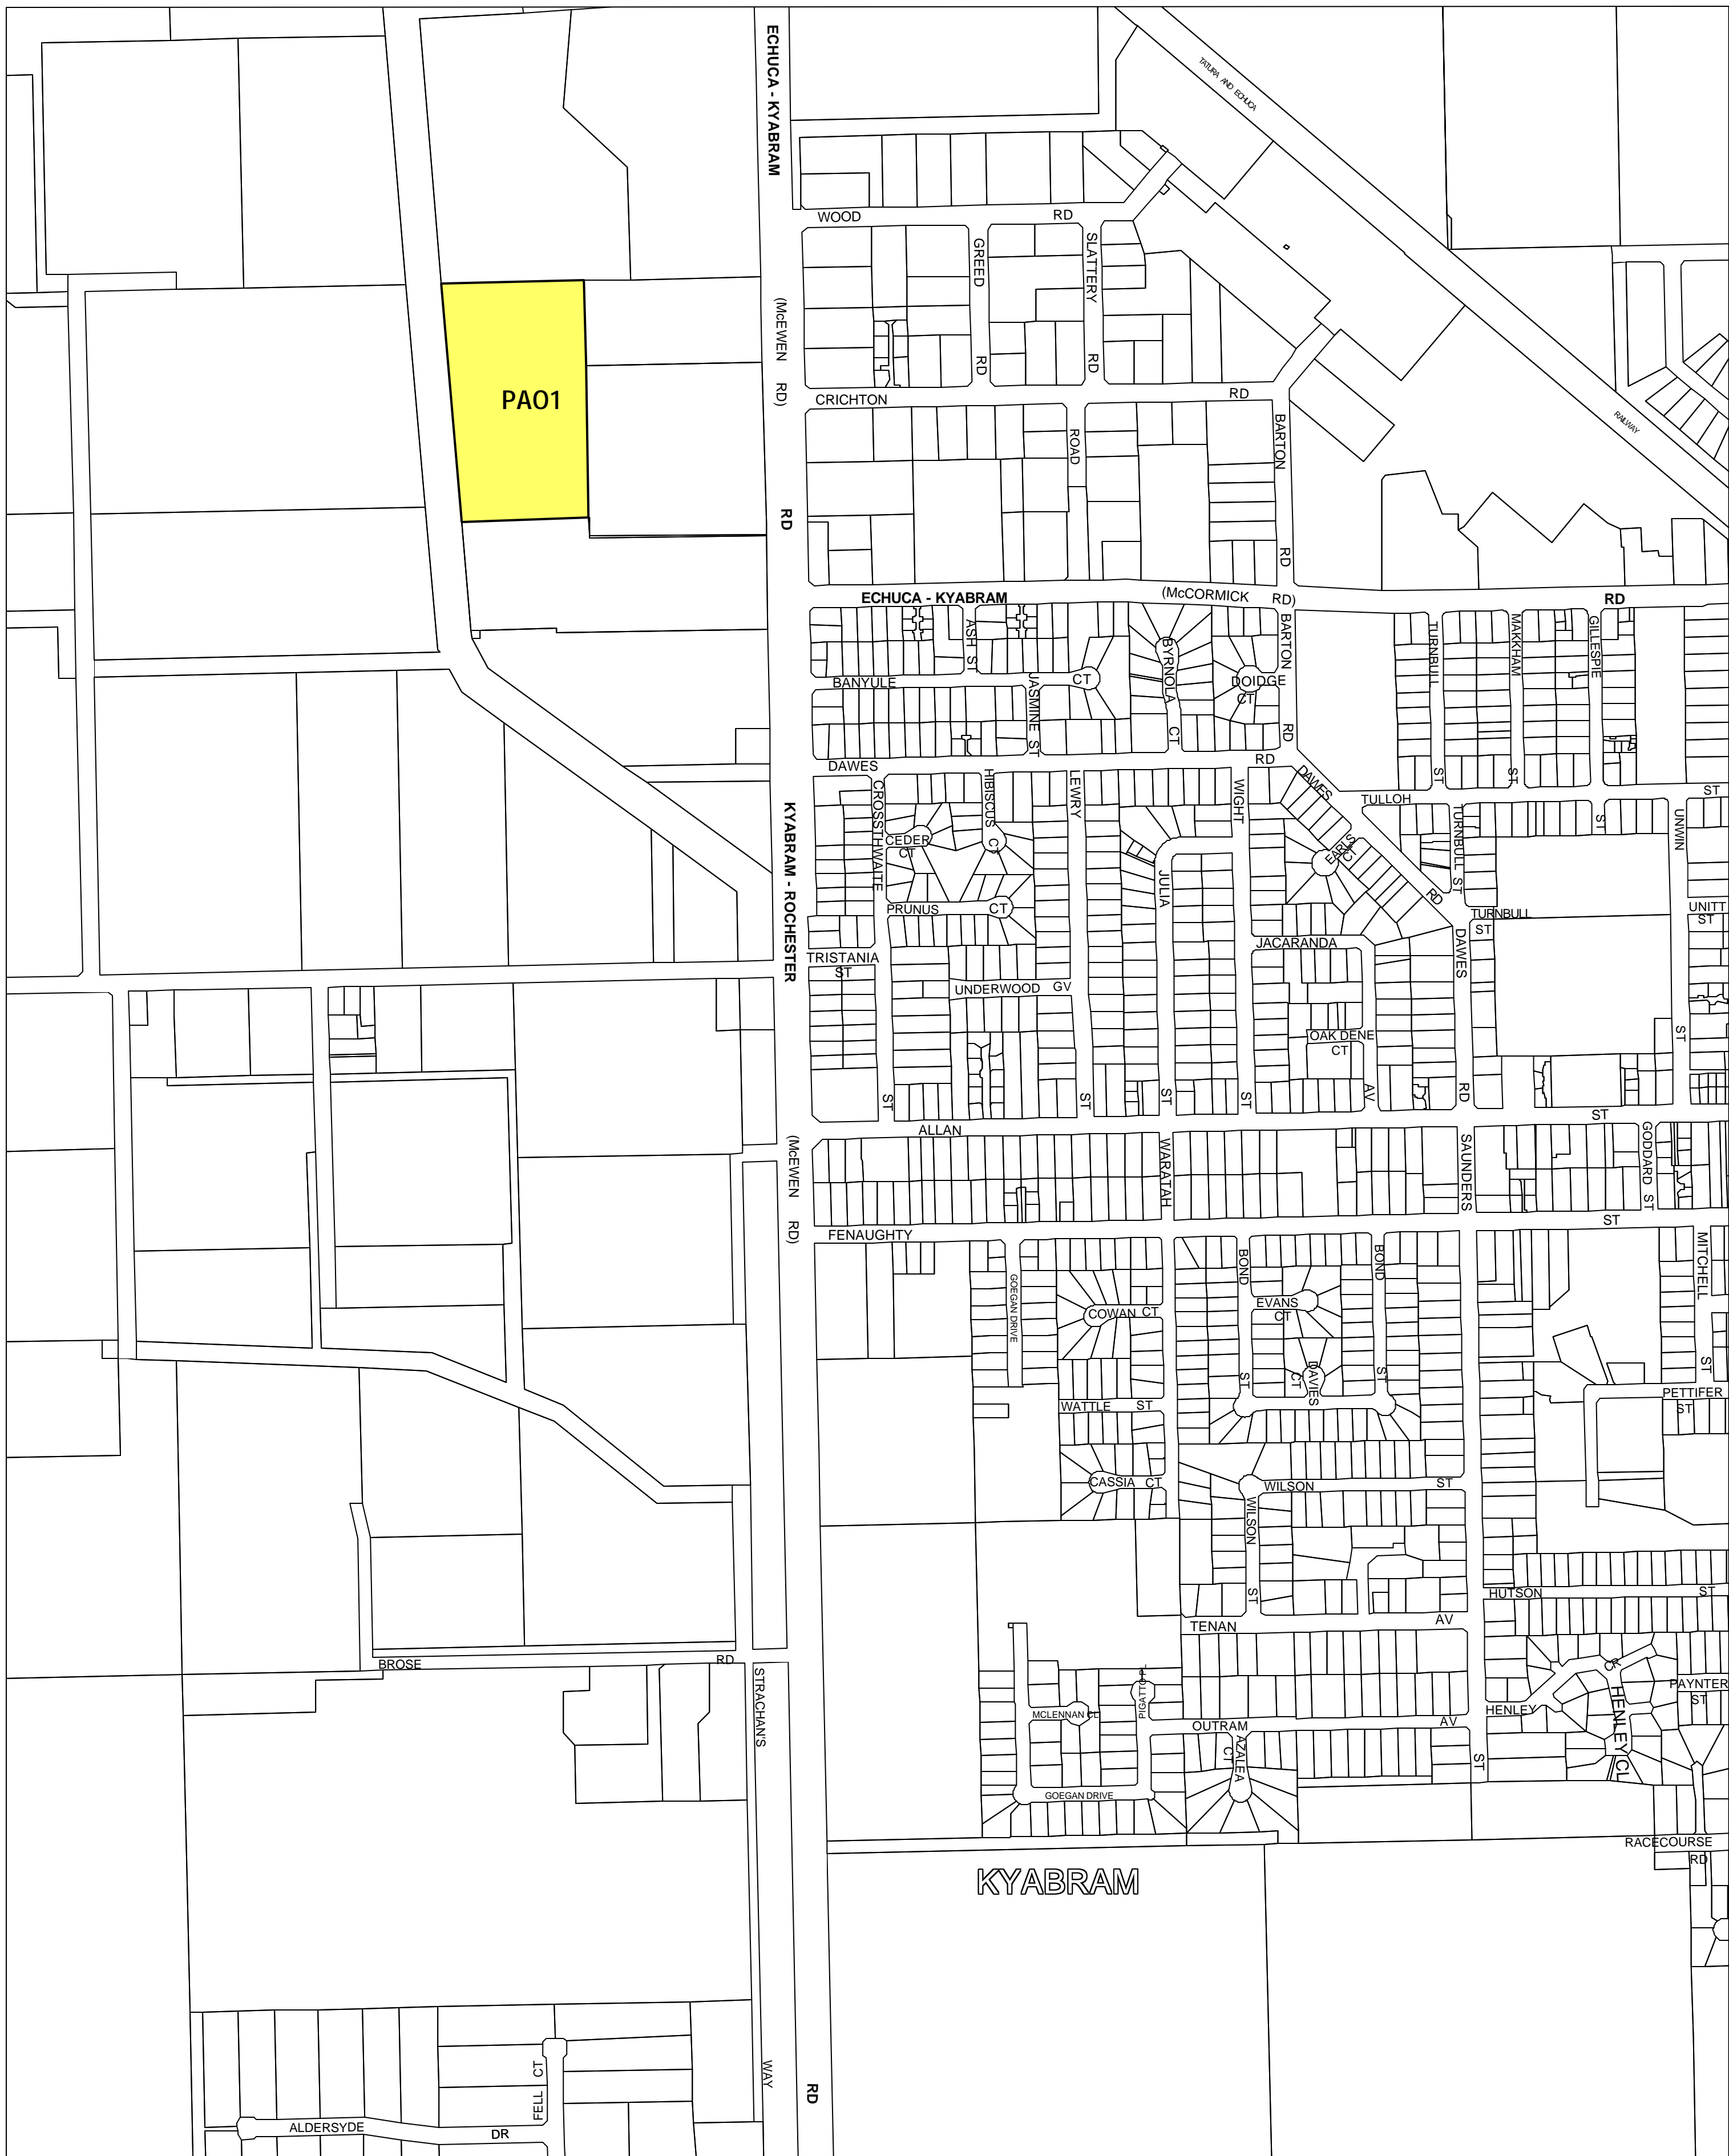 ECHUCA - KYABRAM
TATURA AND ECHUCA
WOOD RD
GREED
SLATTERY
(McEWEN RD)
PAO1
RD
RD
CRICHTON RD
RAILWAY
ROAD
BARTON
RD
RD
ECHUCA - KYABRAM (McCORMICK RD) RD
ASH ST
BYRNOLA CT
BARTON RD
TURNBULL ST
MAKKHAM ST
GILLESPIE ST
BANYULE CT
JASMINE ST
DOIDGE
CT
DAWES RD
DAWES RD
KYABRAM - ROCHESTER
CROSSTHWAITE ST
HIBISCUS CT
LEWRY ST
WIGHT ST
TULLOH ST
TURNBULL ST
UNWIN ST
CEDER
CT
EARLS
CT
JULIA ST
PRUNUS CT
TURNBULL
ST
UNITT
ST
TRISTANIA
ST
JACARANDA AV
DAWES RD
UNDERWOOD GV
OAK DENE
CT
ALLAN ST
(McEWEN RD)
WARATAH
SAUNDERS ST
GODDARD ST
FENAUGHTY ST
GOEGAN DRIVE
BOND ST
BOND ST
MITCHELL ST
COWAN CT
EVANS
CT
DAVIES
CT
WATTLE ST
PETTIFER
ST
CASSIA CT
WILSON ST
WILSON ST
HUTSON ST
TENAN AV
BROSE RD
STRACHAN'S WAY
PIGATTO PL
CR
PAYNTER
ST
HENLEY
HENLEY CL
MCLENNAN CL
OUTRAM AV
AZALEA
CT
GOEGAN DRIVE
RACECOURSE
RD
KYABRAM
FELL CT
RD
ALDERSYDE DR